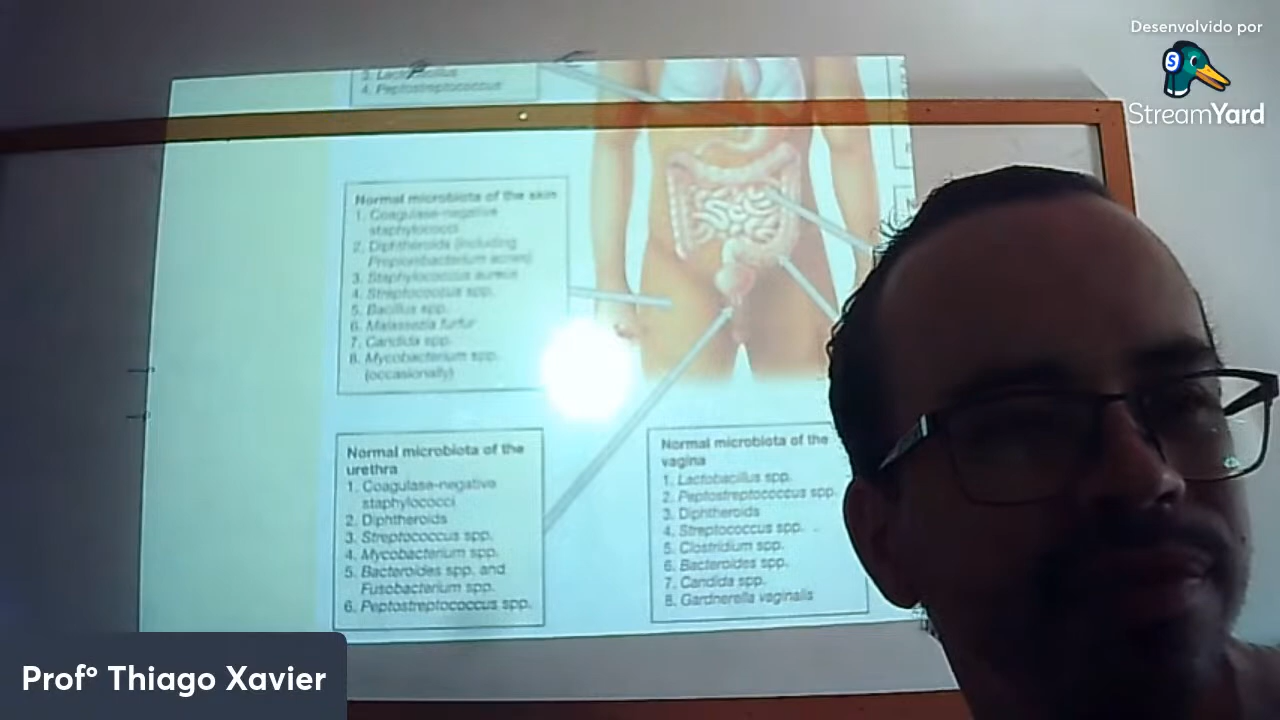 Desenvolvido por
StreamYard
3. Lactobacillus
4. Peptostreptococcus
Normal microbiota of the skin
1. Coagulase-negative
staphylococci
2. Diphtheroids (including
Propionibacterium acnes)
3. Staphylococcus aureus
4. Streptococcus spp.
5. Bacillus spp.
6. Malassezia furfur
7. Candida spp.
8. Mycobacterium spp.
(occasionally)
Normal microbiota of the
urethra
1. Coagulase-negative
staphylococci
2. Diphtheroids
3. Streptococcus spp.
4. Mycobacterium spp.
5. Bacteroides spp. and
Fusobacterium spp.
6. Peptostreptococcus spp.
Normal microbiota of the
vagina
1. Lactobacillus spp.
2. Peptostreptococcus spp.
3. Diphtheroids
4. Streptococcus spp.
5. Clostridium spp.
6. Bacteroides spp.
7. Candida spp.
8. Gardnerella vaginalis
Profº Thiago Xavier